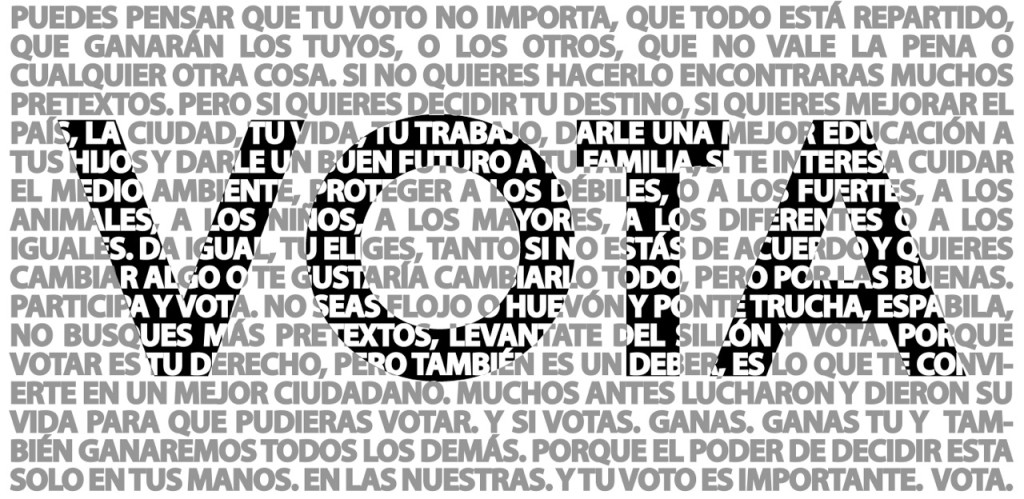 PUEDES PENSAR QUE TU VOTO NO IMPORTA, QUE TODO ESTÁ REPARTIDO,
QUE GANARÁN LOS TUYOS, O LOS OTROS, QUE NO VALE LA PENA O
CUALQUIER OTRA COSA. SI NO QUIERES HACERLO ENCONTRARAS MUCHOS
PRETEXTOS. PERO SI QUIERES DECIDIR TU DESTINO, SI QUIERES MEJORAR EL
PAÍS, LA CIUDAD, TU VIDA, TU TRABAJO, DARLE UNA MEJOR EDUCACIÓN A
TUS HIJOS Y DARLE UN BUEN FUTURO A TU FAMILIA, SI TE INTERESA CUIDAR
EL MEDIO AMBIENTE, PROTEGER A LOS DÉBILES, O A LOS FUERTES, A LOS
ANIMALES, A LOS NIÑOS, A LOS MAYORES, A LOS DIFERENTES O A LOS
IGUALES. DA IGUAL, TU ELIGES, TANTO SI NO ESTÁS DE ACUERDO Y QUIERES
CAMBIAR ALGO O TE GUSTARÍA CAMBIARLO TODO, PERO POR LAS BUENAS.
PARTICIPA Y VOTA. NO SEAS FLOJO O HUEVÓN Y PONTE TRUCHA, ESPABILA,
NO BUSQUES MÁS PRETEXTOS, LEVANTATE DEL SILLÓN Y VOTA. PORQUE
VOTAR ES TU DERECHO, PERO TAMBIÉN ES UN DEBER, ES LO QUE TE CONVI-
ERTE EN UN MEJOR CIUDADANO. MUCHOS ANTES LUCHARON Y DIERON SU
VIDA PARA QUE PUDIERAS VOTAR. Y SI VOTAS. GANAS. GANAS TU Y TAM-
BIÉN GANAREMOS TODOS LOS DEMÁS. PORQUE EL PODER DE DECIDIR ESTA
SOLO EN TUS MANOS. EN LAS NUESTRAS. Y TU VOTO ES IMPORTANTE. VOTA.
VOTA